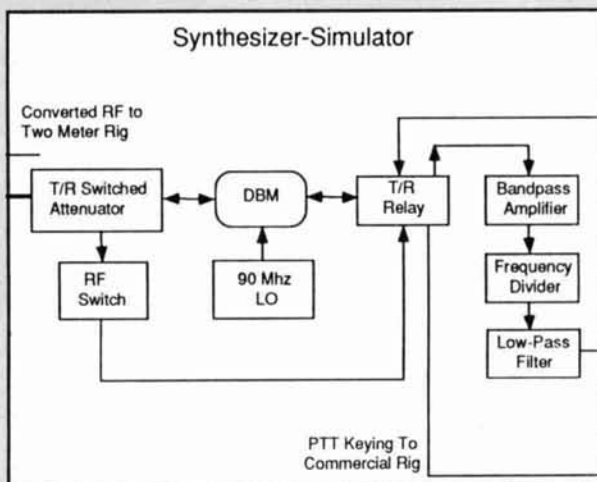 Synthesizer-Simulator
Converted RF to
Two Meter Rig
T/R Switched
Attenuator
DBM
T/R
Relay
Bandpass
Amplifier
RF
Switch
90 Mhz
LO
Frequency
Divider
Low-Pass
Filter
PTT Keying To
Commercial Rig